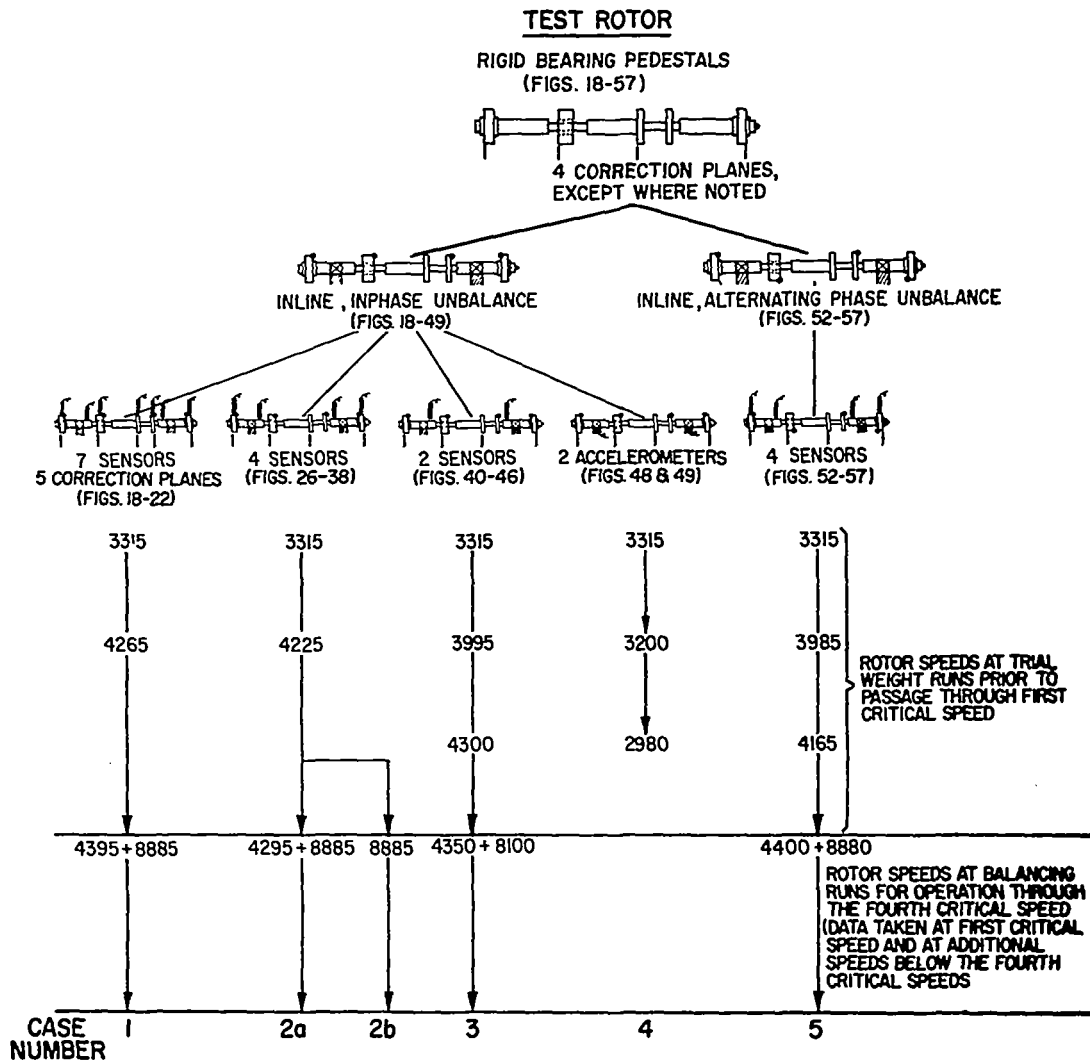 TEST ROTOR
RIGID BEARING PEDESTALS
(FIGS. 18-57)
4 CORRECTION PLANES,
EXCEPT WHERE NOTED
INLINE, INPHASE UNBALANCE
(FIGS. 18-49)
INLINE, ALTERNATING PHASE UNBALANCE
(FIGS. 52-57)
7 SENSORS
5 CORRECTION PLANES
(FIGS. 18-22)
4 SENSORS
(FIGS. 26-38)
2 SENSORS
(FIGS. 40-46)
2 ACCELEROMETERS
(FIGS. 48 & 49)
4 SENSORS
(FIGS. 52-57)
3315 3315 3315 3315 3315
4265 4225 3995 3200 3985
ROTOR SPEEDS AT TRIAL
WEIGHT RUNS PRIOR TO
PASSAGE THROUGH FIRST
CRITICAL SPEED
4300 2980 4165
4395+8885 4295+8885 8885 4350+8100 4400+8880
ROTOR SPEEDS AT BALANCING
RUNS FOR OPERATION THROUGH
THE FOURTH CRITICAL SPEED
(DATA TAKEN AT FIRST CRITICAL
SPEED AND AT ADDITIONAL
SPEEDS BELOW THE FOURTH
CRITICAL SPEEDS
CASE
NUMBER
1 2a 2b 3 4 5